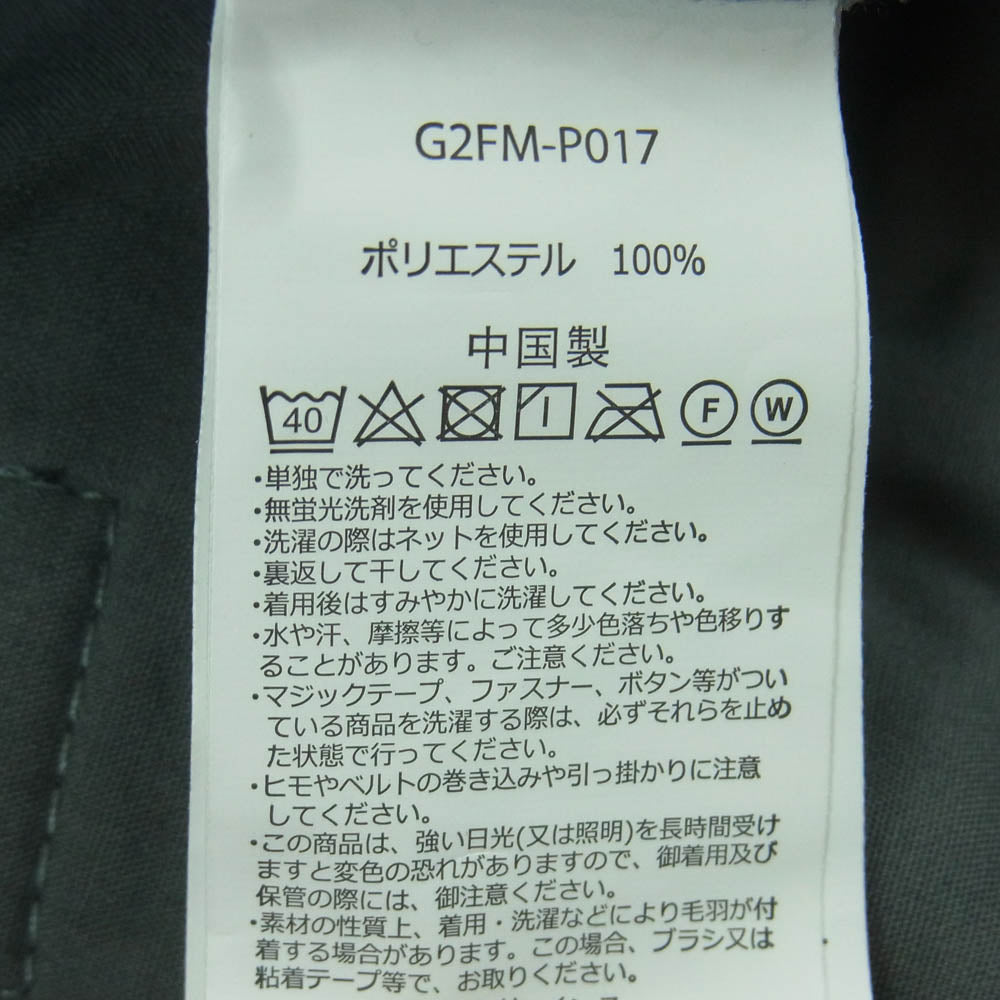 G2FM-P017
ポリエステル 100%
中国製
40 F W
・単独で洗ってください。
・無蛍光洗剤を使用してください。
・洗濯の際はネットを使用してください。
・裏返して干してください。
・着用後はすみやかに洗濯してください。
・水や汗、摩擦等によって多少色落ちや色移りす
ることがあります。ご注意ください。
・マジックテープ、ファスナー、ボタン等がつい
ている商品を洗濯する際は、必ずそれらを止め
た状態で行ってください。
・ヒモやベルトの巻き込みや引っ掛かりに注意
してください。
・この商品は、強い日光(又は照明)を長時間受け
ますと変色の恐れがありますので、御着用及び
保管の際には、御注意ください。
・素材の性質上、着用・洗濯などにより毛羽が付
着する場合があります。この場合、ブラシ又は
粘着テープ等で、お取りください。